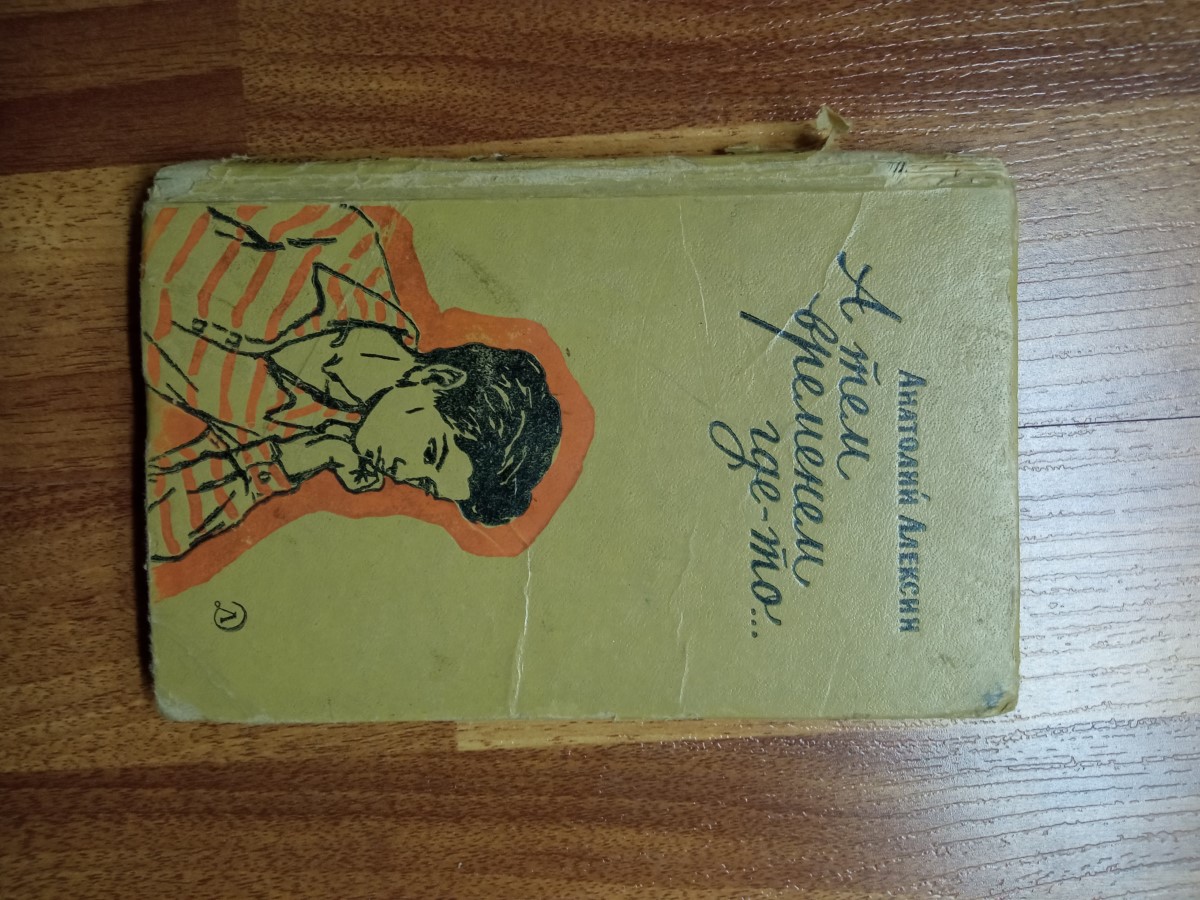 Анатолий Алексин
А тем
временем
где-то...